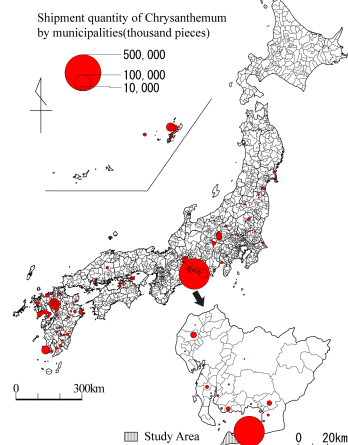 Shipment quantity of Chrysanthemum
by municipalities(thousand pieces)
500,000
100,000
10,000
0 300km
Study Area
0 20km